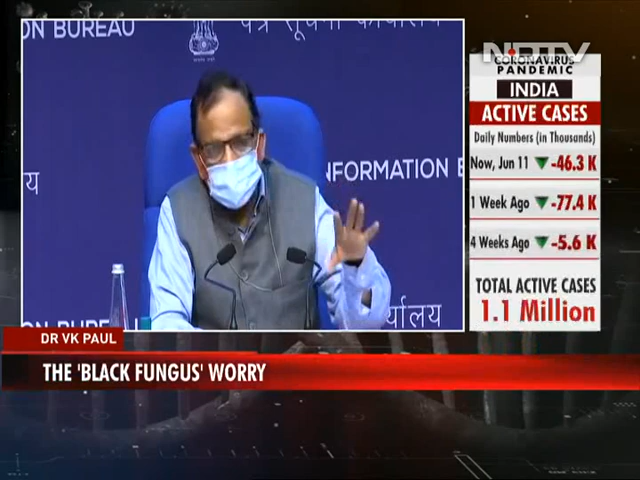 ON BUREAU
पत्र सूचना कार्यालय
NDTV
CORONAVIRUS
PANDEMIC
INDIA
ACTIVE CASES
Daily Numbers (in Thousands)
Now, Jun 11 -46.3 K
1 Week Ago -77.4 K
4 Weeks Ago -5.6 K
TOTAL ACTIVE CASES
1.1 Million
INFORMATION B
य
ON BUREAU
र्यालय
DR VK PAUL
THE 'BLACK FUNGUS' WORRY